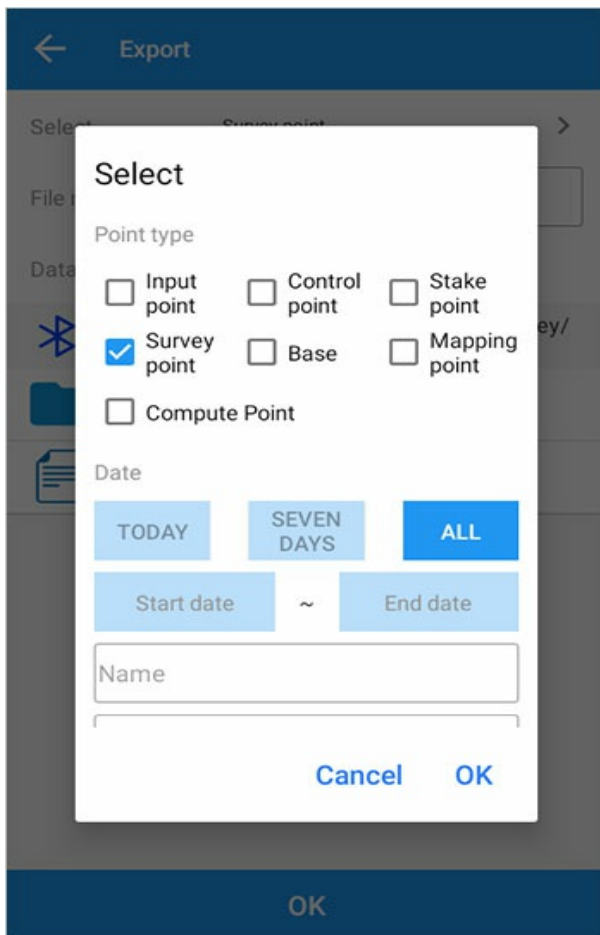 Export
Select
Survey point
File
Data
ey/
Select
Point type
Input point
Control point
Stake point
Survey point
Base
Mapping point
Compute Point
Date
TODAY
SEVEN DAYS
ALL
Start date
~
End date
Name
Cancel
OK
OK